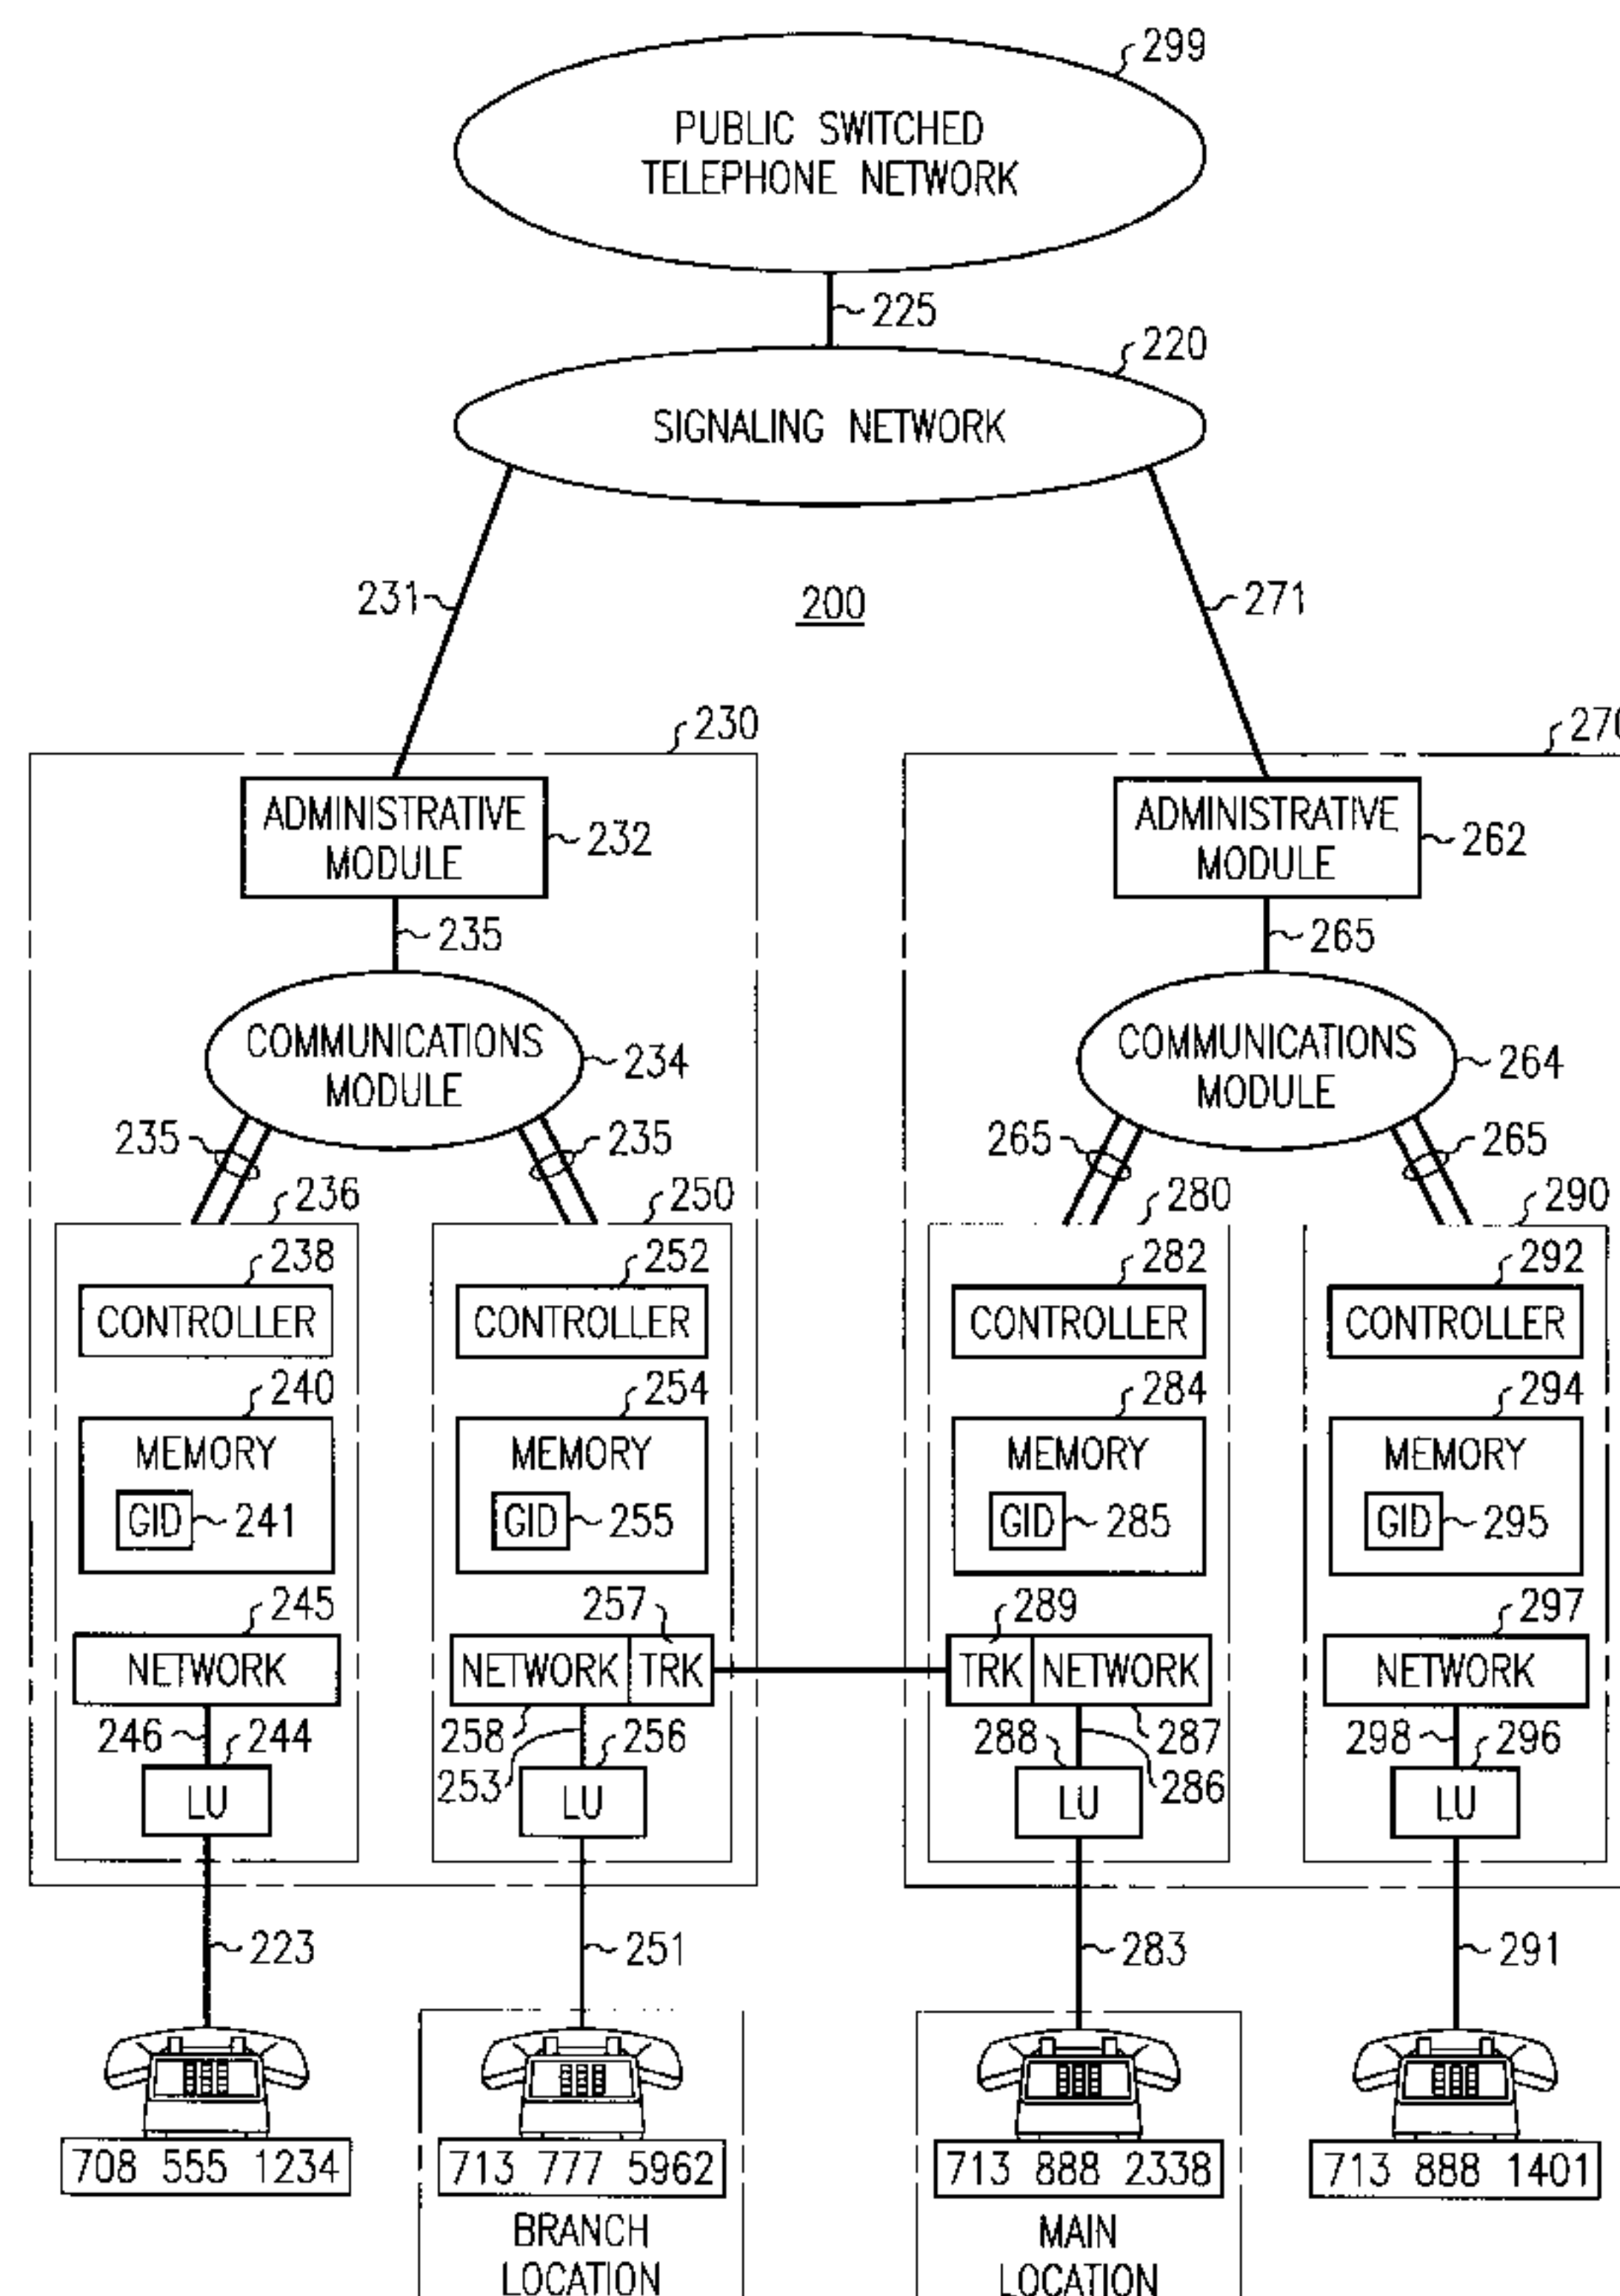 299
PUBLIC SWITCHED
TELEPHONE NETWORK
225
220
SIGNALING NETWORK
231
200
271
230
270
ADMINISTRATIVE
MODULE
232
ADMINISTRATIVE
MODULE
262
235
265
COMMUNICATIONS
MODULE
234
COMMUNICATIONS
MODULE
264
235
235
265
265
236
250
280
290
238
252
282
292
CONTROLLER
CONTROLLER
CONTROLLER
CONTROLLER
240
254
284
294
MEMORY
MEMORY
MEMORY
MEMORY
GID 241
GID 255
GID 285
GID 295
245
257
289
297
NETWORK
NETWORK TRK
TRK NETWORK
NETWORK
246
244
258
256
288
287
298
296
253
286
LU
LU
LU
LU
223
251
283
291
708 555 1234
713 777 5962
713 888 2338
713 888 1401
BRANCH
LOCATION
MAIN
LOCATION